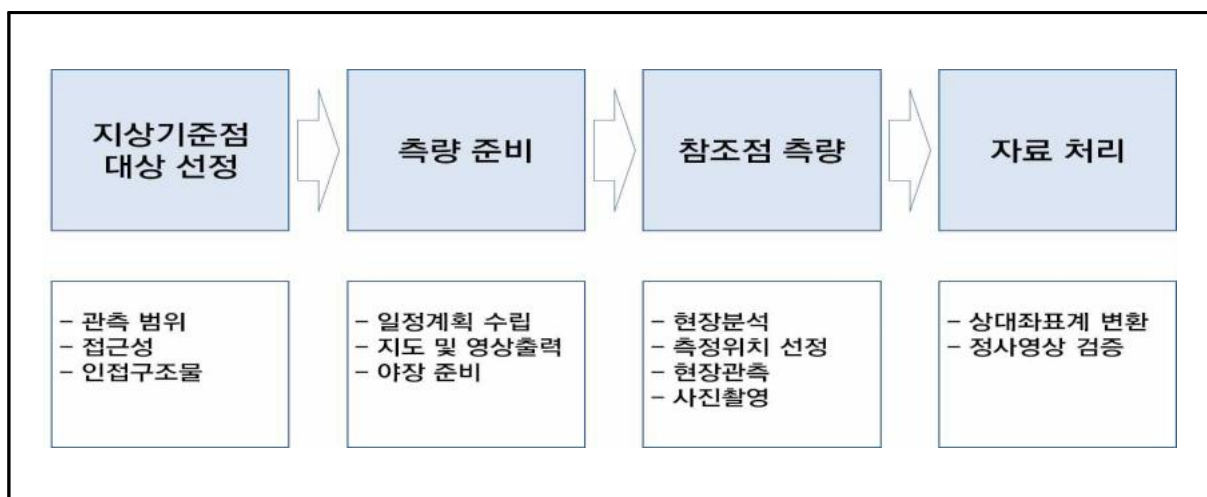 지상기준점
대상 선정
측량 준비
참조점 측량
자료 처리
– 관측 범위
– 접근성
– 인접구조물
– 일정계획 수립
– 지도 및 영상출력
– 야장 준비
– 현장분석
– 측정위치 선정
– 현장관측
– 사진촬영
– 상대좌표계 변환
– 정사영상 검증